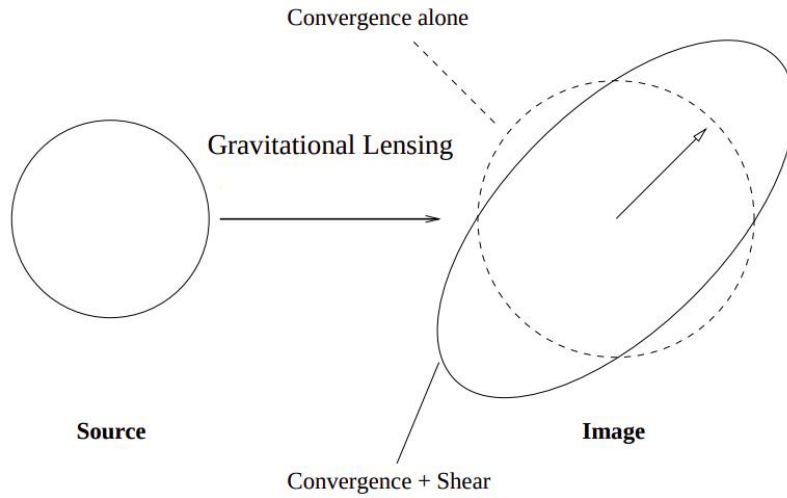 Convergence alone
Gravitational Lensing
Source
Image
Convergence + Shear